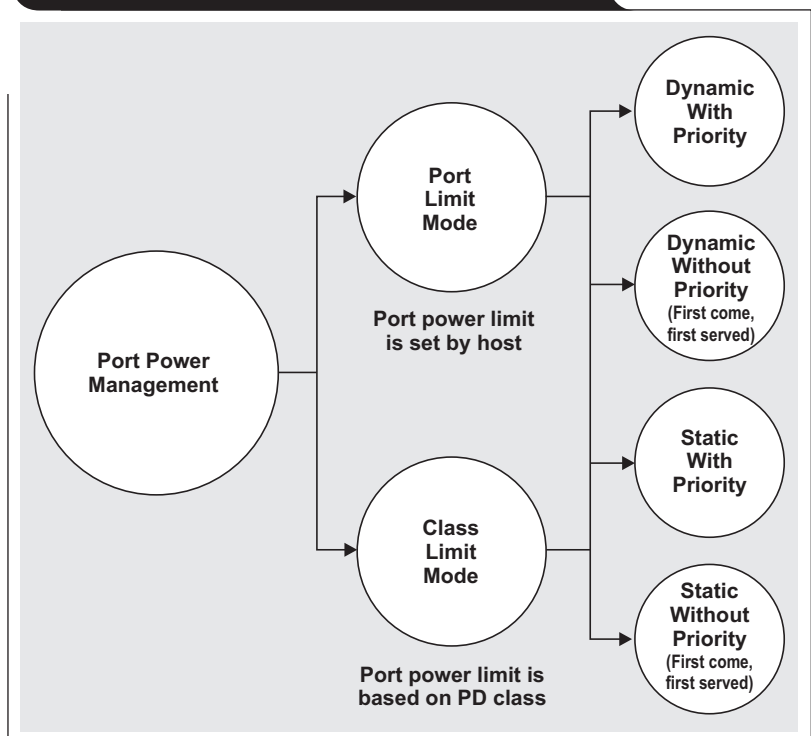 Port Power
Management
Port
Limit
Mode
Port power limit
is set by host
Class
Limit
Mode
Port power limit is
based on PD class
Dynamic
With
Priority
Dynamic
Without
Priority
(First come,
first served)
Static
With
Priority
Static
Without
Priority
(First come,
first served)